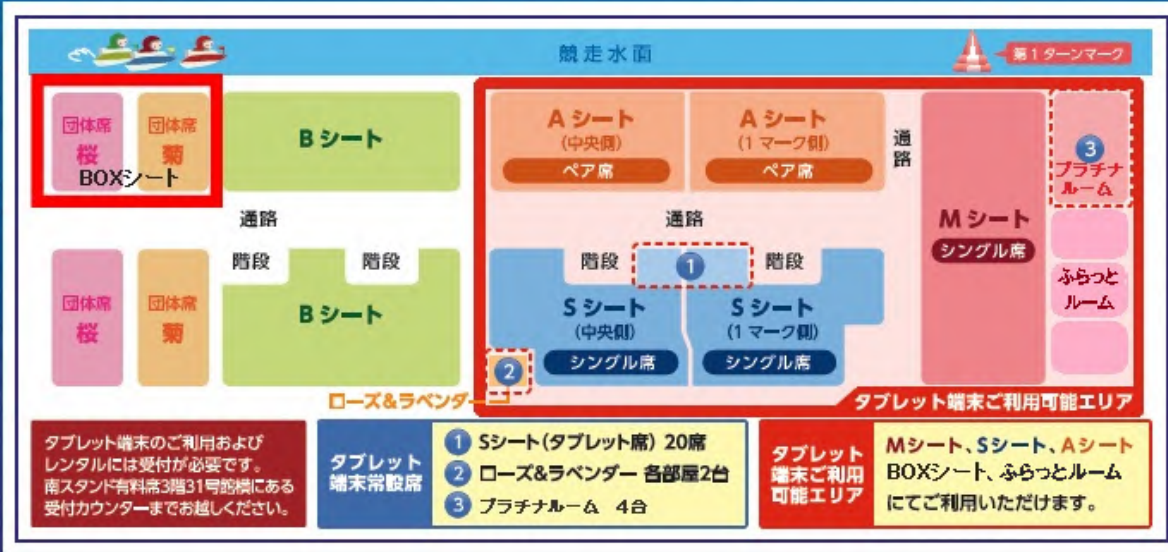 競走水面
第1ターンマーク
団体席
桜
団体席
菊
BOXシート
Bシート
Aシート
(中央側)
ペア席
Aシート
(1マーク側)
ペア席
通路
Mシート
シングル席
3
プラチナ
ルーム
通路
通路
階段
階段
階段
1
階段
団体席
桜
団体席
菊
Bシート
Sシート
(中央側)
シングル席
Sシート
(1マーク側)
シングル席
ふらっと
ルーム
2
ローズ&ラベンダー
タブレット端末ご利用可能エリア
タブレット端末のご利用および
レンタルには受付が必要です。
南スタンド有料席3階31号館横にある
受付カウンターまでお越しください。
タブレット
端末常設席
1 Sシート(タブレット席) 20席
2 ローズ&ラベンダー 各部屋2台
3 プラチナルーム 4台
タブレット
端末ご利用
可能エリア
Mシート、Sシート、Aシート
BOXシート、ふらっとルーム
にてご利用いただけます。